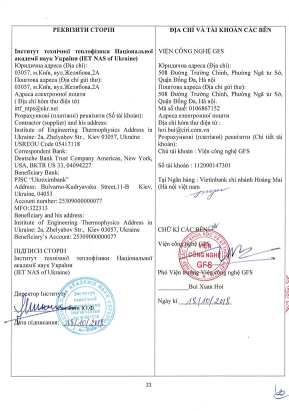 РЕКВІЗИТИ СТОРІН
Інститут технічної теплофізики Національної
академії наук України (IET NAS of Ukraine)
Юридична адреса (Địa chỉ):
03057, м.Київ, вул.Желябова,2А
Поштова адреса (Địa chỉ gửi thư):
03057, м.Київ, вул.Желябова,2А
Адреса електронної пошти
( Địa chỉ hòm thư điện tử)
Розрахункові (платіжні) реквізити (Số tài khoản):
Contractor (supplier) and his address:
Institute of Engineering Thermophysics Address in
Ukraine: 2a, Zhelyabov Str., Kiev, 03057, Ukraine
USREIOU Code 05417118
Correspondent Bank:
Deutsche Bank Trust Company Americas, New York,
USA, BKTR US 33, 04094227
Beneficiary Bank:
PJSC "Ukreximbank"
Address: Bulvarno-Kudryavska Street,11-B Kiev,
Ukraine, 04053
Account number: 25309000000077
MFO:322313
Beneficiary and his address:
Institute of Engineering Thermophysics Address in
Ukraine: 2a, Zhelyabov Str., Kiev, 03057, Ukraine
Beneficiary's Account: 25309000000077
ПІДПИСИ СТОРІН
Інститут технічної теплофізики Національної
академії наук України
(IET NAS of Ukraine)
Директор Інституту
Дата підписання: 18/10/2018
ĐỊA CHỈ VÀ TÀI KHOẢN CÁC BÊN
VIỆN CÔNG NGHỆ GFS
Юридична адреса (Địa chỉ):
508 Đường Trường Chinh, Phường Ngã tư Sở,
Quận Đống Đa, Hà Nội.
Поштова адреса (Địa chỉ gửi thư):
508 Đường Trường Chinh, Phường Ngã tư Sở,
Quận Đống Đa, Hà Nội.
Mã số thuế: 0106867152
Адреса електронної пошти
(Địa chỉ hòm thư điện tử)
Розрахункові (платіжні) реквізити (Chi tiết tài
khoản):
Chủ tài khoản : Viện công nghệ GFS
Số tài khoản : 112000147301
Tại Ngân hàng : Vietinbank chi nhánh Hoàng Mai
(Hà Nội) việt nam
CHỮ KÍ CÁC BÊN
Viện công nghệ GFS
CÔNG NGHỆ
GFS
Phó Viện trưởng Viện công nghệ GFS
Bui Xuan Hoi
Ngày kí 18/10/2018
21